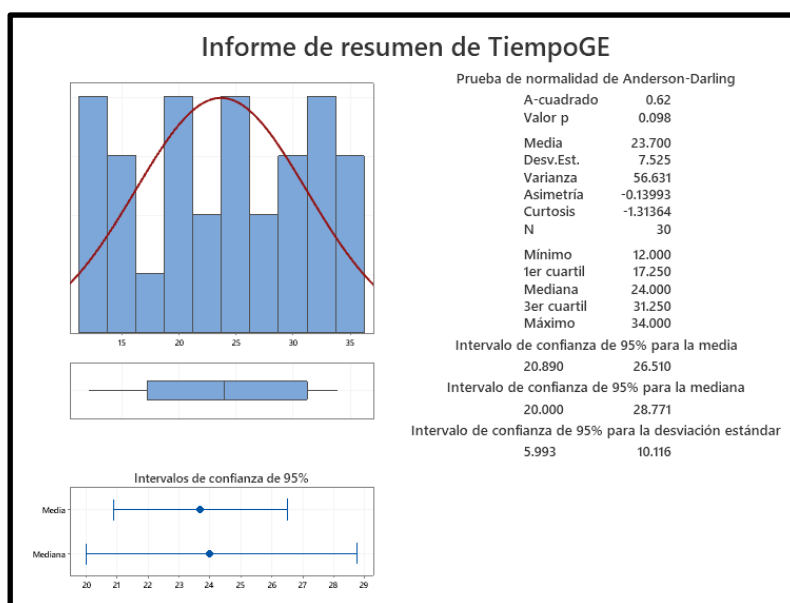 Informe de resumen de TiempoGE
15 20 25 30 35
Prueba de normalidad de Anderson-Darling
A-cuadrado 0.62
Valor p 0.098
Media 23.700
Desv.Est. 7.525
Varianza 56.631
Asimetría -0.13993
Curtosis -1.31364
N 30
Mínimo 12.000
1er cuartil 17.250
Mediana 24.000
3er cuartil 31.250
Máximo 34.000
Intervalo de confianza de 95% para la media
20.890 26.510
Intervalo de confianza de 95% para la mediana
20.000 28.771
Intervalo de confianza de 95% para la desviación estándar
5.993 10.116
Intervalos de confianza de 95%
Media
Mediana
20 21 22 23 24 25 26 27 28 29